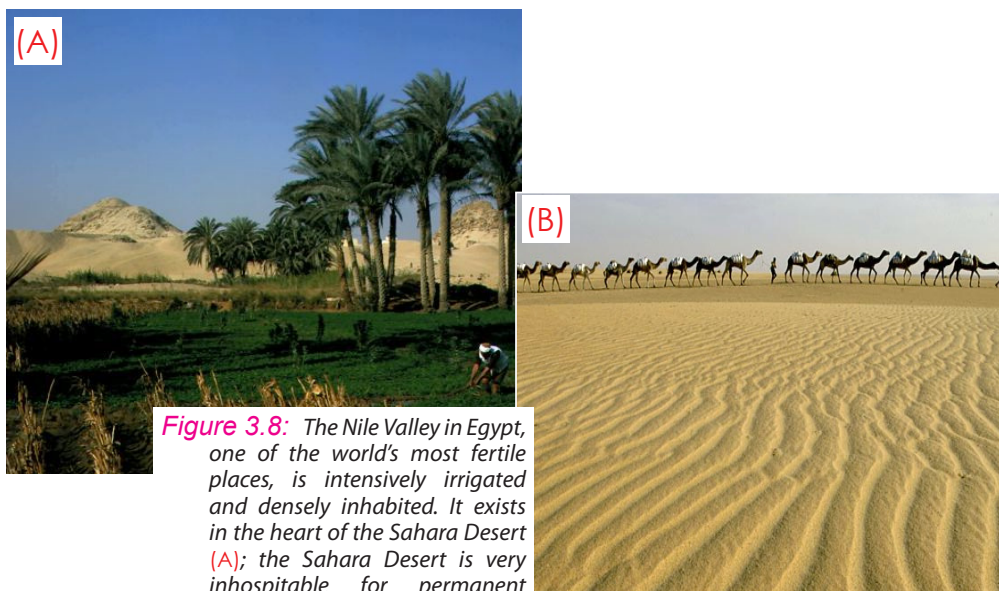 (A)
(B)
Figure 3.8: The Nile Valley in Egypt,
one of the world's most fertile
places, is intensively irrigated
and densely inhabited. It exists
in the heart of the Sahara Desert
(A); the Sahara Desert is very
inhospitable for permanent